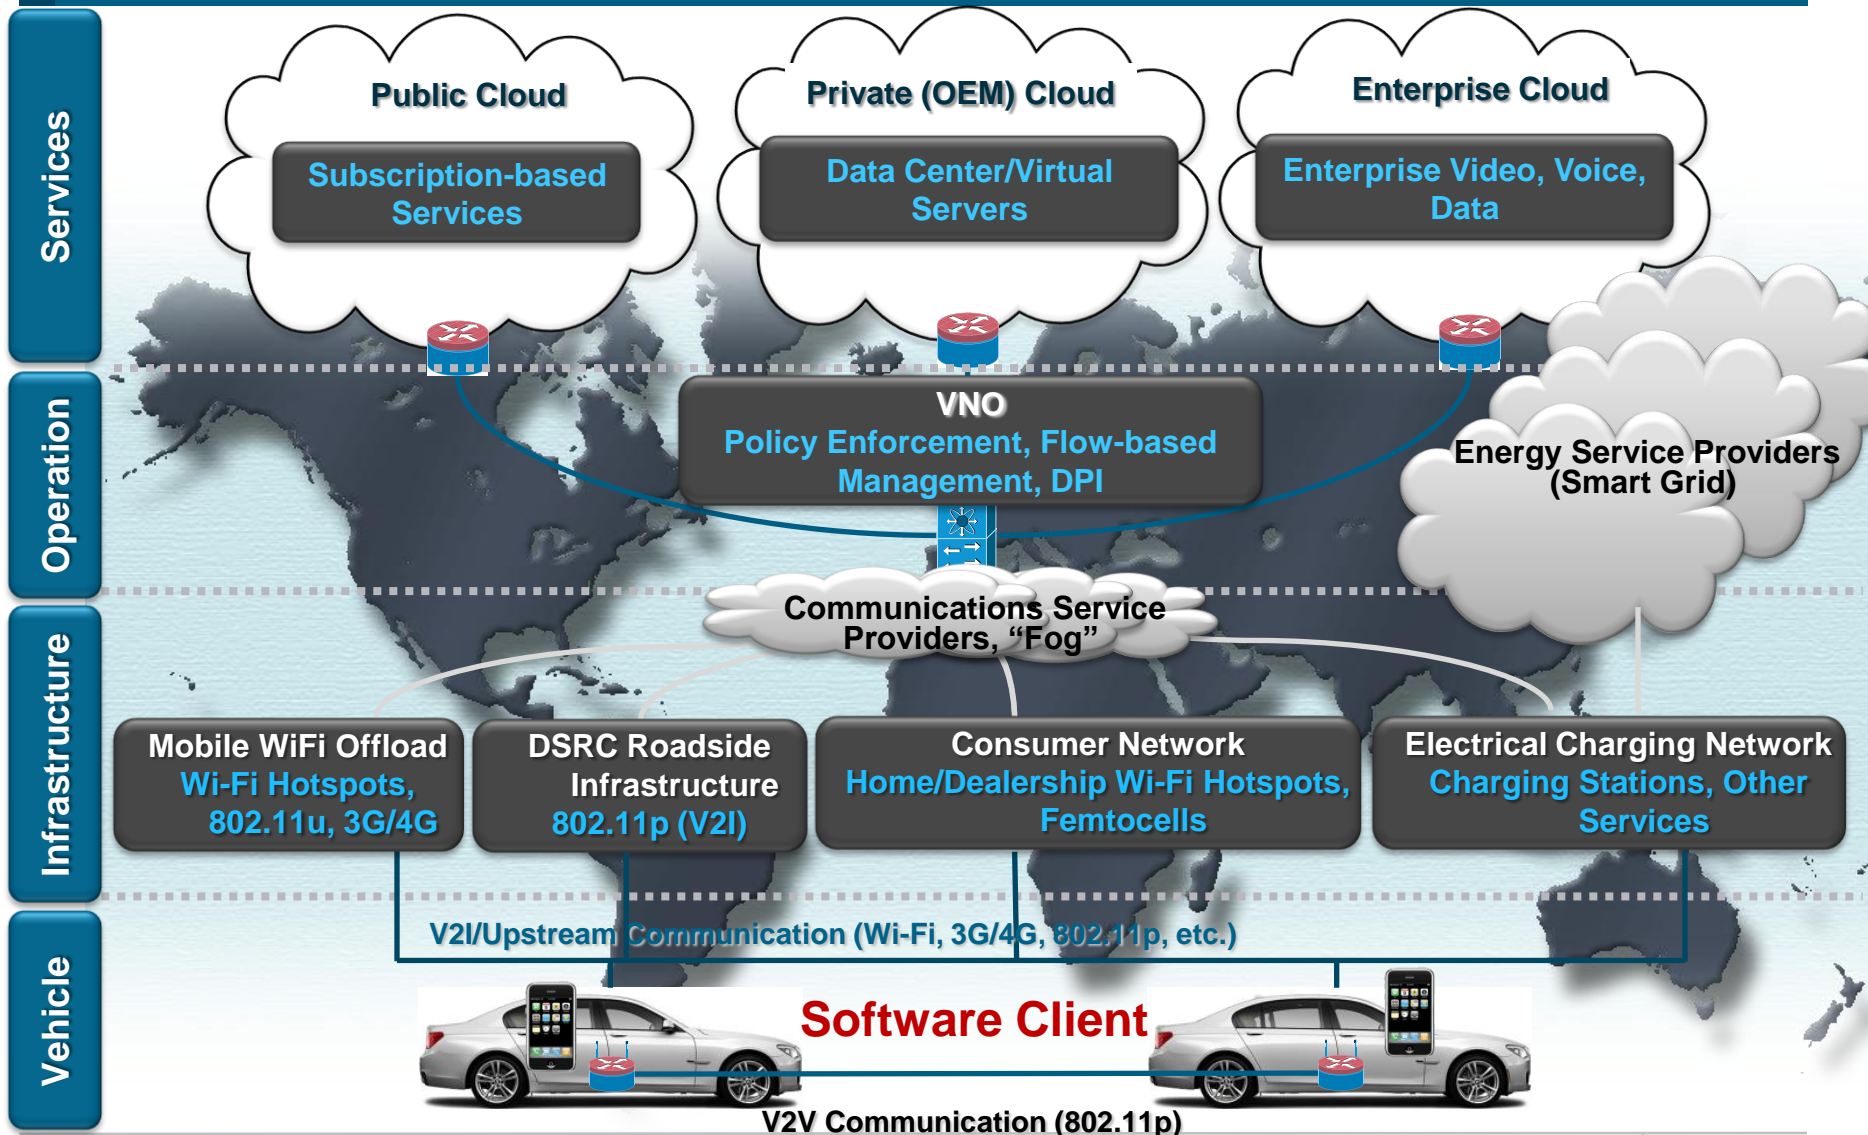 Services
Public Cloud
Subscription-based
Services
Private (OEM) Cloud
Data Center/Virtual
Servers
Enterprise Cloud
Enterprise Video, Voice,
Data
Operation
VNO
Policy Enforcement, Flow-based
Management, DPI
Energy Service Providers
(Smart Grid)
Infrastructure
Communications Service
Providers, “Fog”
Mobile WiFi Offload
Wi-Fi Hotspots,
802.11u, 3G/4G
DSRC Roadside
Infrastructure
802.11p (V2I)
Consumer Network
Home/Dealership Wi-Fi Hotspots,
Femtocells
Electrical Charging Network
Charging Stations, Other
Services
Vehicle
V2I/Upstream Communication (Wi-Fi, 3G/4G, 802.11p, etc.)
Software Client
V2V Communication (802.11p)